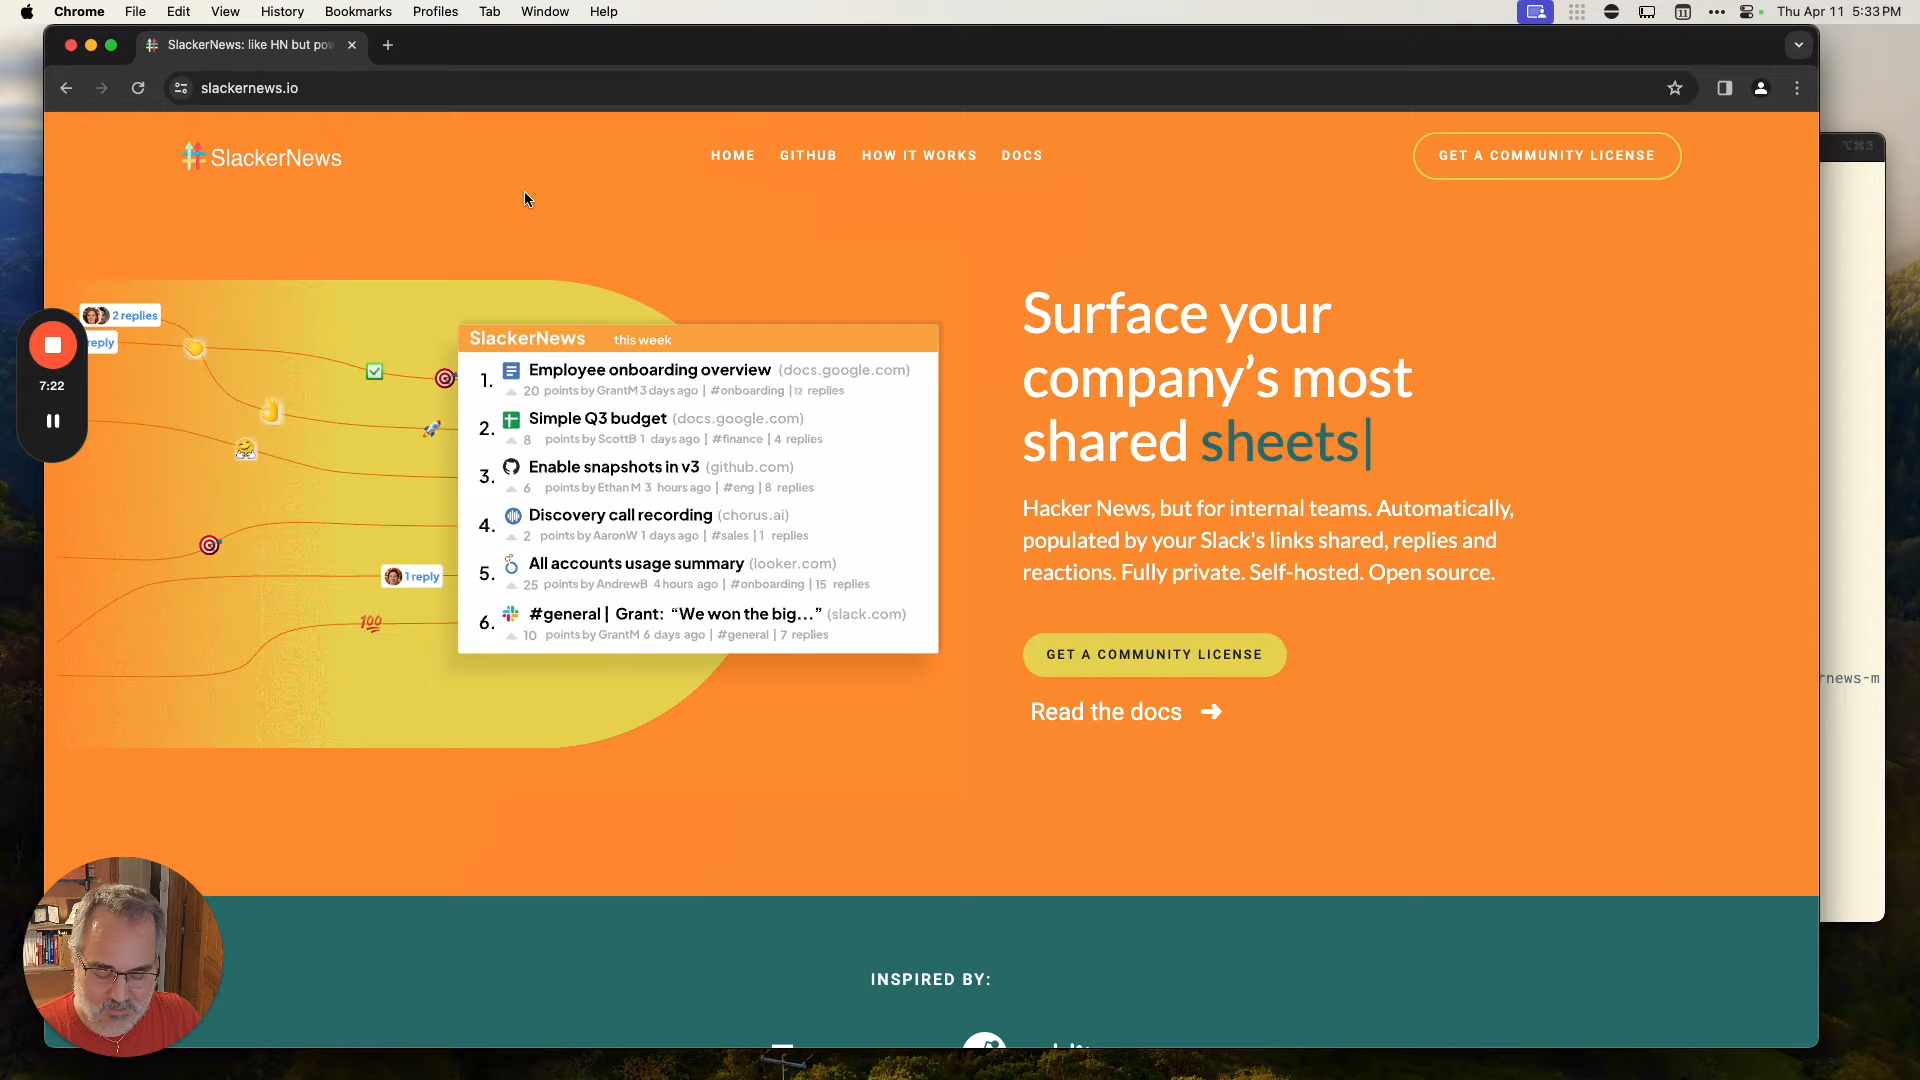 Chrome File Edit View History Bookmarks Profiles Tab Window Help
11
Thu Apr 11 5:33 PM
SlackerNews: like HN but pow
slackernews.io
⌥⌘3
SlackerNews
HOME GITHUB HOW IT WORKS DOCS
GET A COMMUNITY LICENSE
2 replies
reply
7:22
SlackerNews this week
1. Employee onboarding overview (docs.google.com)
20 points by GrantM 3 days ago | #onboarding | 12 replies
2. Simple Q3 budget (docs.google.com)
8 points by ScottB 1 days ago | #finance | 4 replies
3. Enable snapshots in v3 (github.com)
6 points by Ethan M 3 hours ago | #eng | 8 replies
4. Discovery call recording (chorus.ai)
2 points by AaronW 1 days ago | #sales | 1 replies
5. All accounts usage summary (looker.com)
25 points by AndrewB 4 hours ago | #onboarding | 15 replies
6. #general | Grant: “We won the big...” (slack.com)
10 points by GrantM 6 days ago | #general | 7 replies
1 reply
100
Surface your
company’s most
shared sheets|
Hacker News, but for internal teams. Automatically,
populated by your Slack's links shared, replies and
reactions. Fully private. Self-hosted. Open source.
GET A COMMUNITY LICENSE
Read the docs ➜
rnews-m
INSPIRED BY: